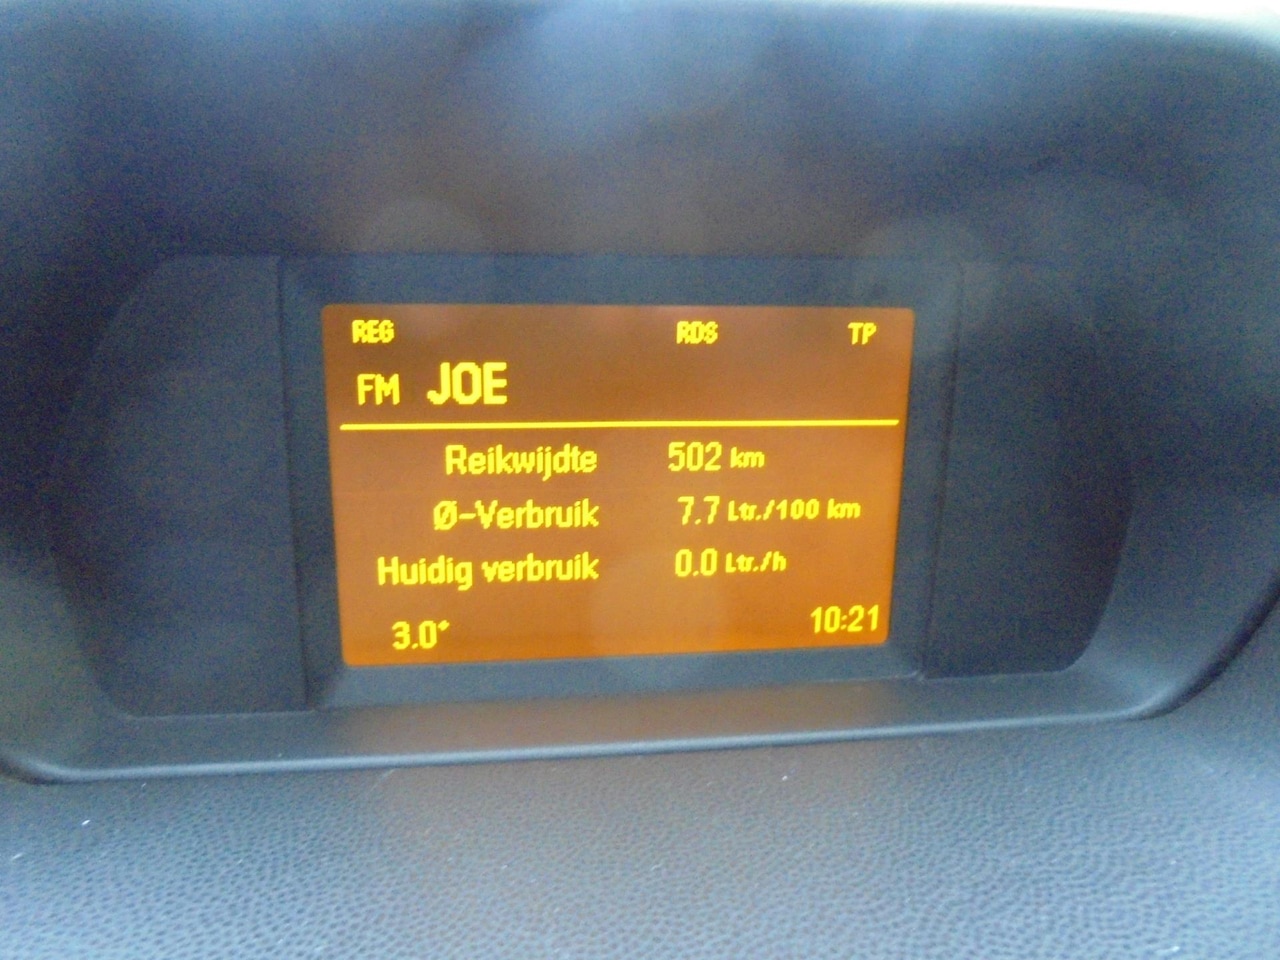 REG RDS TP
FM JOE
Reikwijdte 502 km
Ø-Verbruik 7.7 Ltr./100 km
Huidig verbruik 0.0 Ltr./h
3.0° 10:21